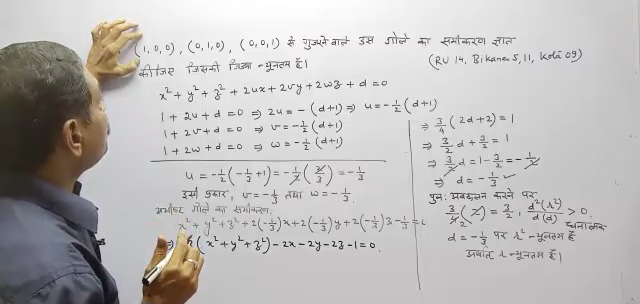 (1,0,0), (0,1,0), (0,0,1) से गुजरने वाले उस गोले का समीकरण ज्ञात
कीजिए जिसकी त्रिज्या न्यूनतम है। (RU 14, Bikaner 5, 11, Kota 09)
x² + y² + z² + 2ux + 2vy + 2wz + d = 0
1 + 2u + d = 0 ⇒ 2u = -(d+1) ⇒ u = -½(d+1)
1 + 2v + d = 0 ⇒ v = -½(d+1)
1 + 2w + d = 0 ⇒ w = -½(d+1)
u = -½(-⅓+1) = -½(⅔) = -⅓
इसी प्रकार, v = -⅓ तथा w = -⅓
अभीष्ट गोले का समीकरण:
x² + y² + z² + 2(-⅓)x + 2(-⅓)y + 2(-⅓)z - ⅓ =
(x² + y² + z²) - 2x - 2y - 2z - 1 = 0
⇒ ¾(2d+2) = 1
⇒ 3/2 d + 3/2 = 1
⇒ 3/2 d = 1 - 3/2 = -½
⇒ d = -⅓ ✓
पुनः अवकलन करने पर
¾(2) = 3/2, d²(r²)/d(d) > 0
धनात्मक
d = -⅓ पर r² न्यूनतम है
अर्थात r न्यूनतम है।